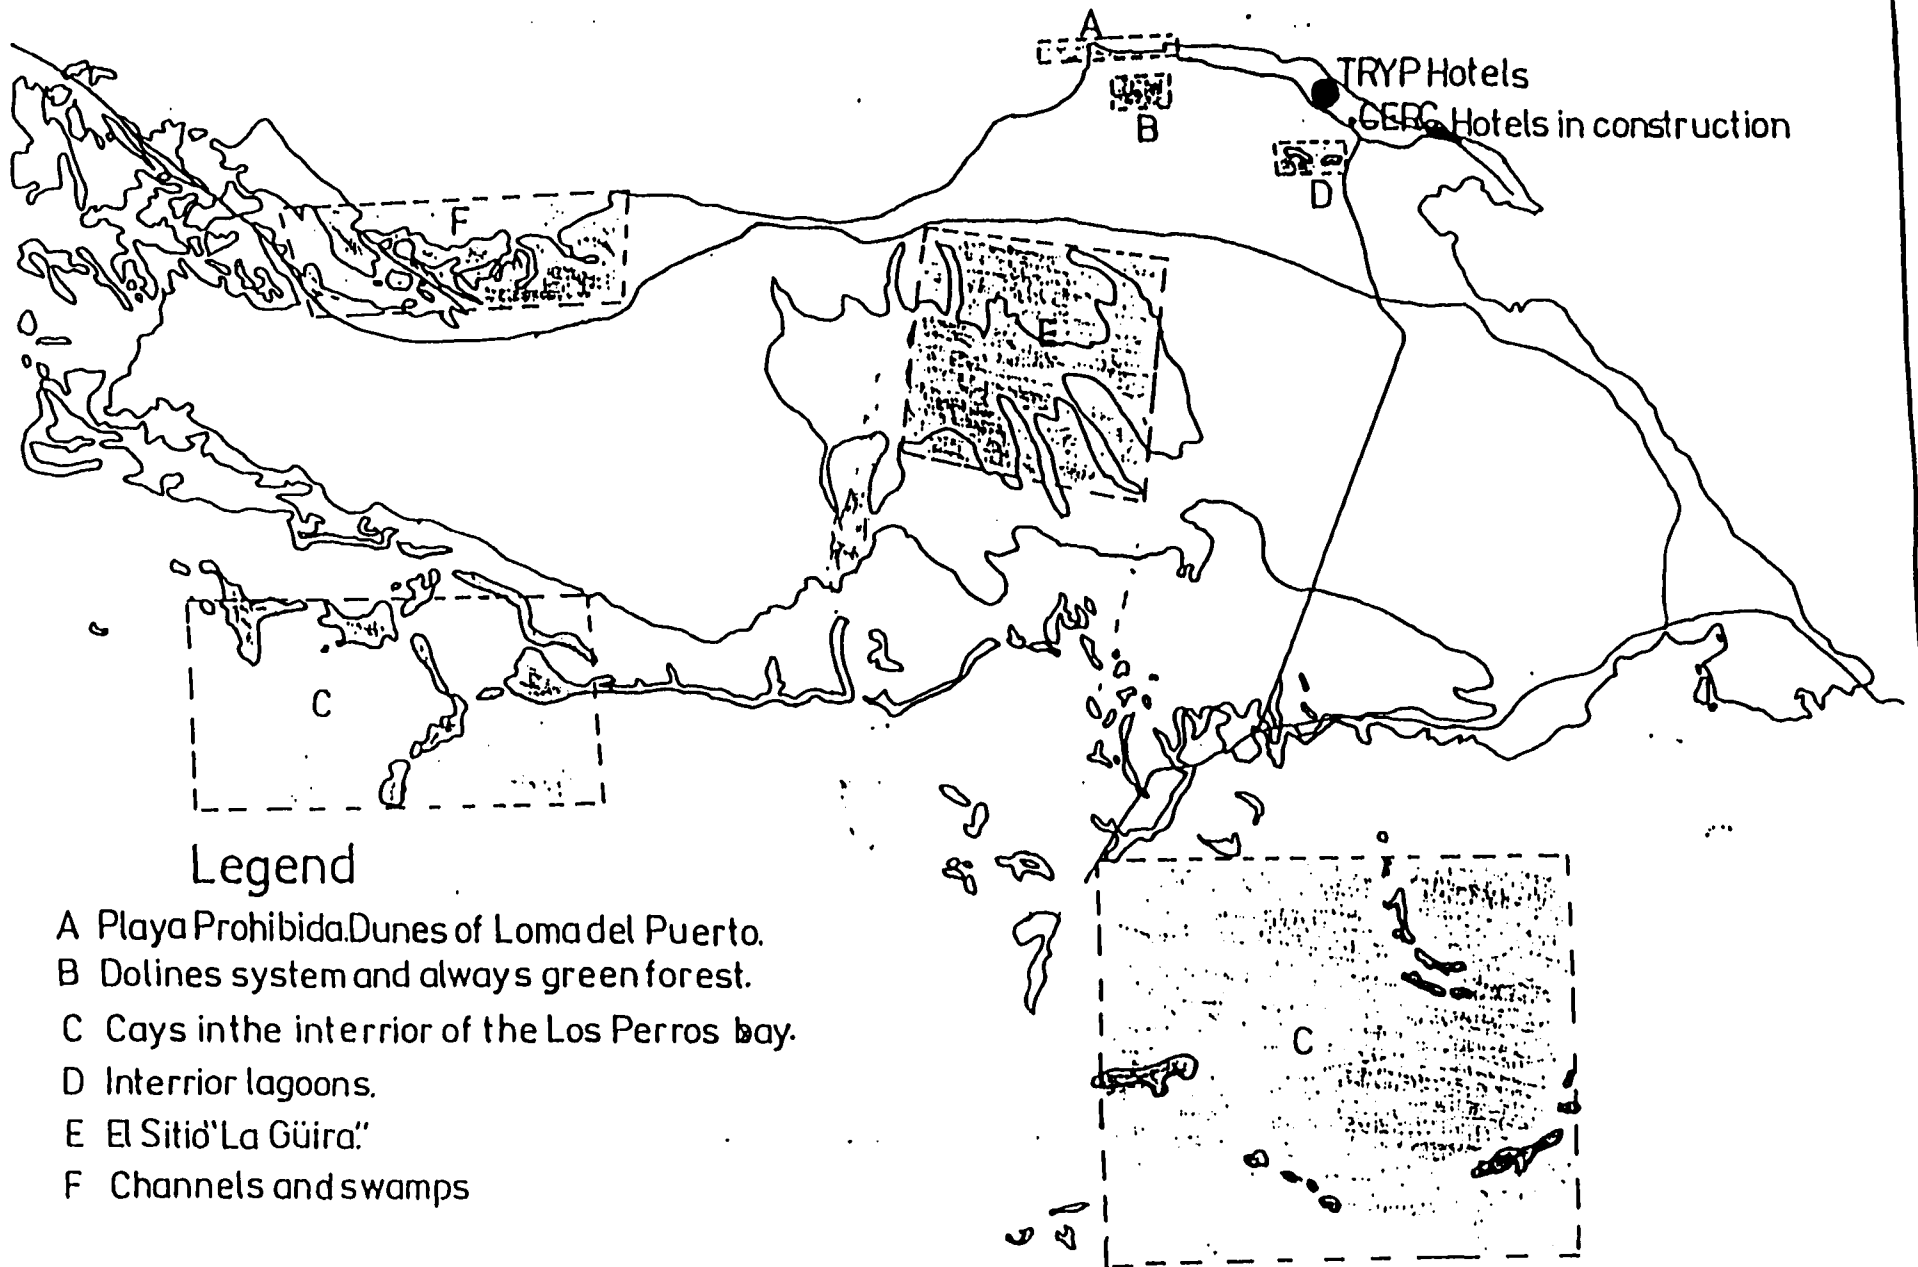 A
TRYP Hotels
GERG Hotels in construction
B
D
F
E
C
C
Legend
A Playa Prohibida.Dunes of Loma del Puerto.
B Dolines system and always green forest.
C Cays in the interrior of the Los Perros bay.
D Interrior lagoons.
E El Sitio "La Güira".
F Channels and swamps